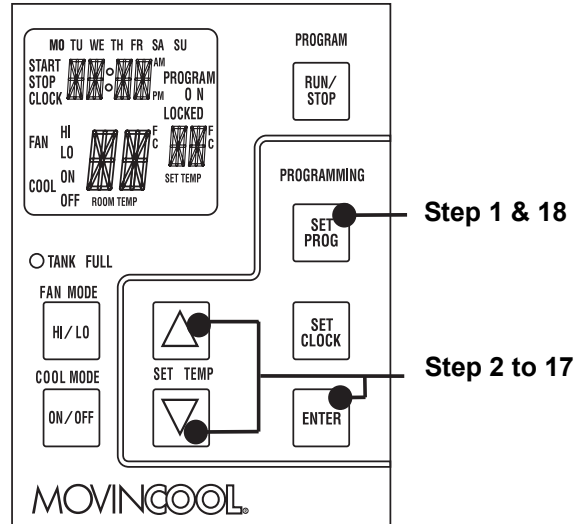 MO TU WE TH FR SA SU
START
STOP
CLOCK
AM
PM
PROGRAM
ON
LOCKED
FAN HI
LO
COOL ON
OFF
F
C
ROOM TEMP
F
C
SET TEMP
PROGRAM
RUN/
STOP
PROGRAMMING
SET
PROG
Step 1 & 18
TANK FULL
FAN MODE
HI/LO
SET
CLOCK
COOL MODE
ON/OFF
SET TEMP
ENTER
Step 2 to 17
MOVINCOOL®